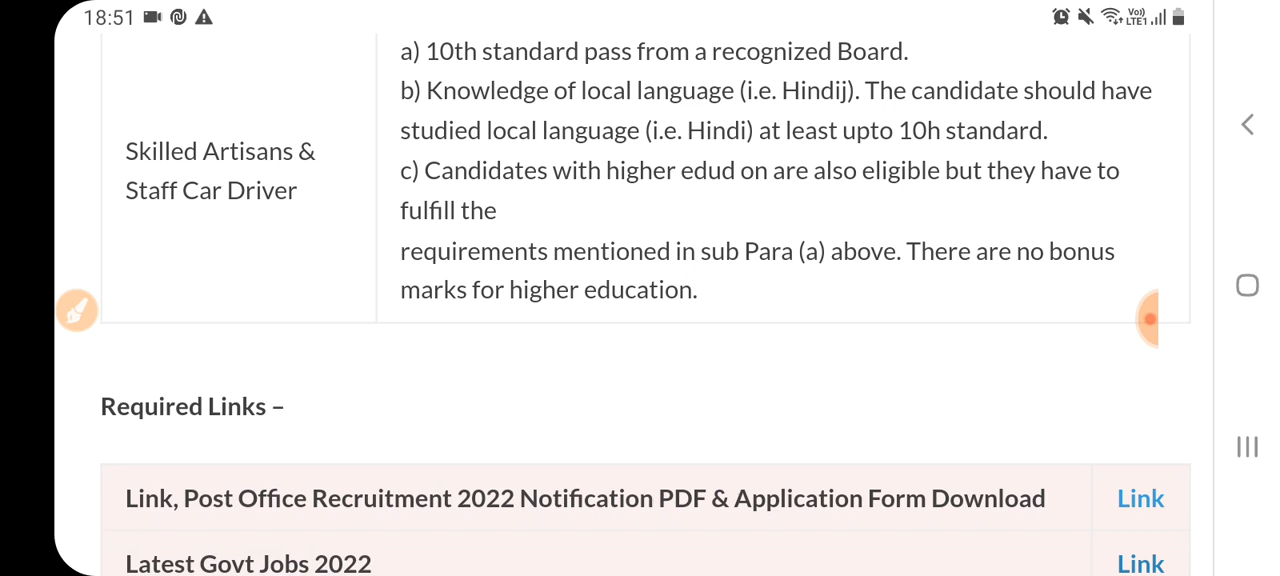 18:51
Vo) LTE1
a) 10th standard pass from a recognized Board.
b) Knowledge of local language (i.e. Hindij). The candidate should have
studied local language (i.e. Hindi) at least upto 10h standard.
Skilled Artisans &
Staff Car Driver
c) Candidates with higher edud on are also eligible but they have to
fulfill the
requirements mentioned in sub Para (a) above. There are no bonus
marks for higher education.
Required Links –
Link, Post Office Recruitment 2022 Notification PDF & Application Form Download Link
Latest Govt Jobs 2022 Link